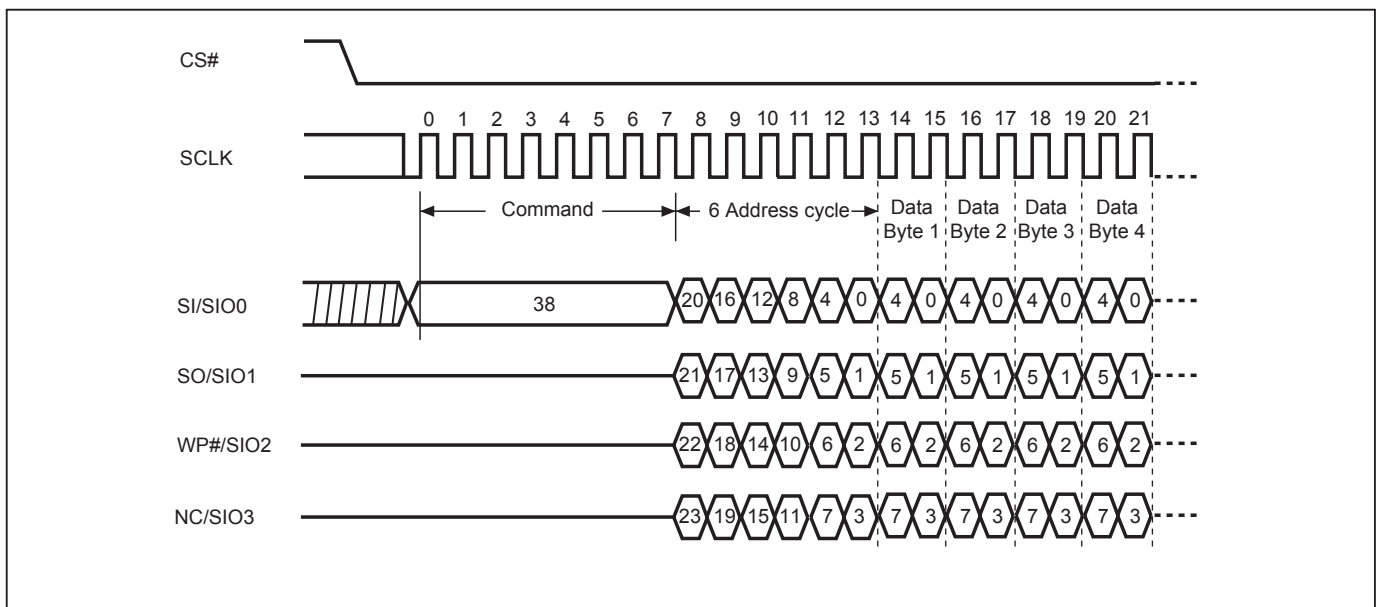 CS#
0 1 2 3 4 5 6 7 8 9 10 11 12 13 14 15 16 17 18 19 20 21
SCLK
Command 6 Address cycle Data Data Data Data
Byte 1 Byte 2 Byte 3 Byte 4
SI/SIO0 38 20 16 12 8 4 0 4 0 4 0 4 0 4 0
SO/SIO1 21 17 13 9 5 1 5 1 5 1 5 1 5 1
WP#/SIO2 22 18 14 10 6 2 6 2 6 2 6 2 6 2
NC/SIO3 23 19 15 11 7 3 7 3 7 3 7 3 7 3